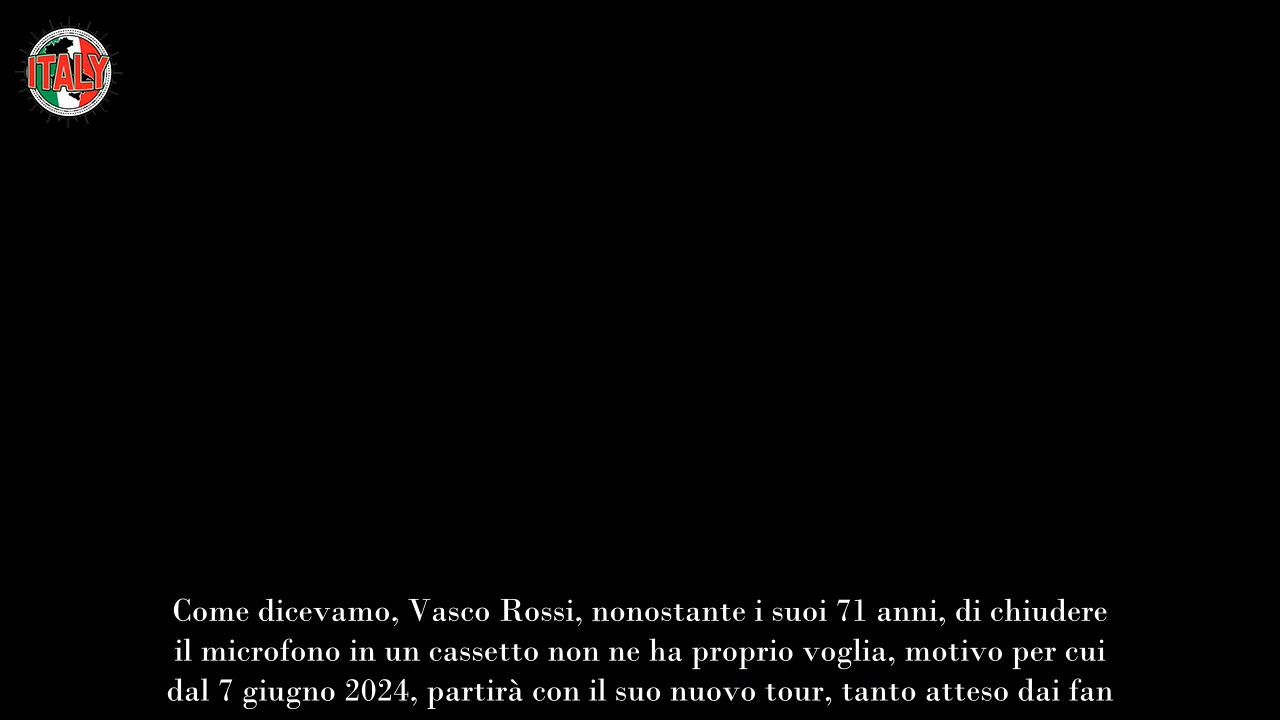 ITALY
Come dicevamo, Vasco Rossi, nonostante i suoi 71 anni, di chiudere
il microfono in un cassetto non ne ha proprio voglia, motivo per cui
dal 7 giugno 2024, partirà con il suo nuovo tour, tanto atteso dai fan